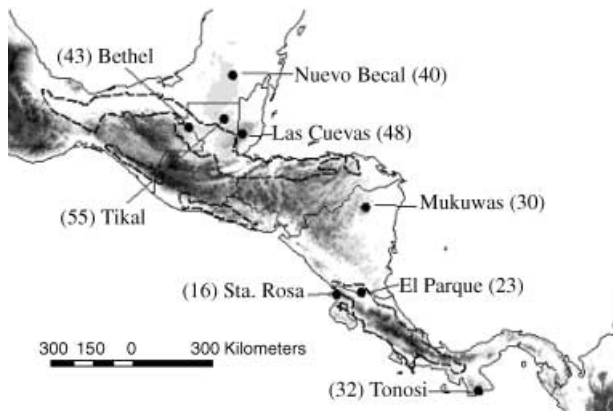 (43) Bethel
Nuevo Becal (40)
Las Cuevas (48)
(55) Tikal
Mukuwas (30)
El Parque (23)
(16) Sta. Rosa
300 150 0 300 Kilometers
(32) Tonosi